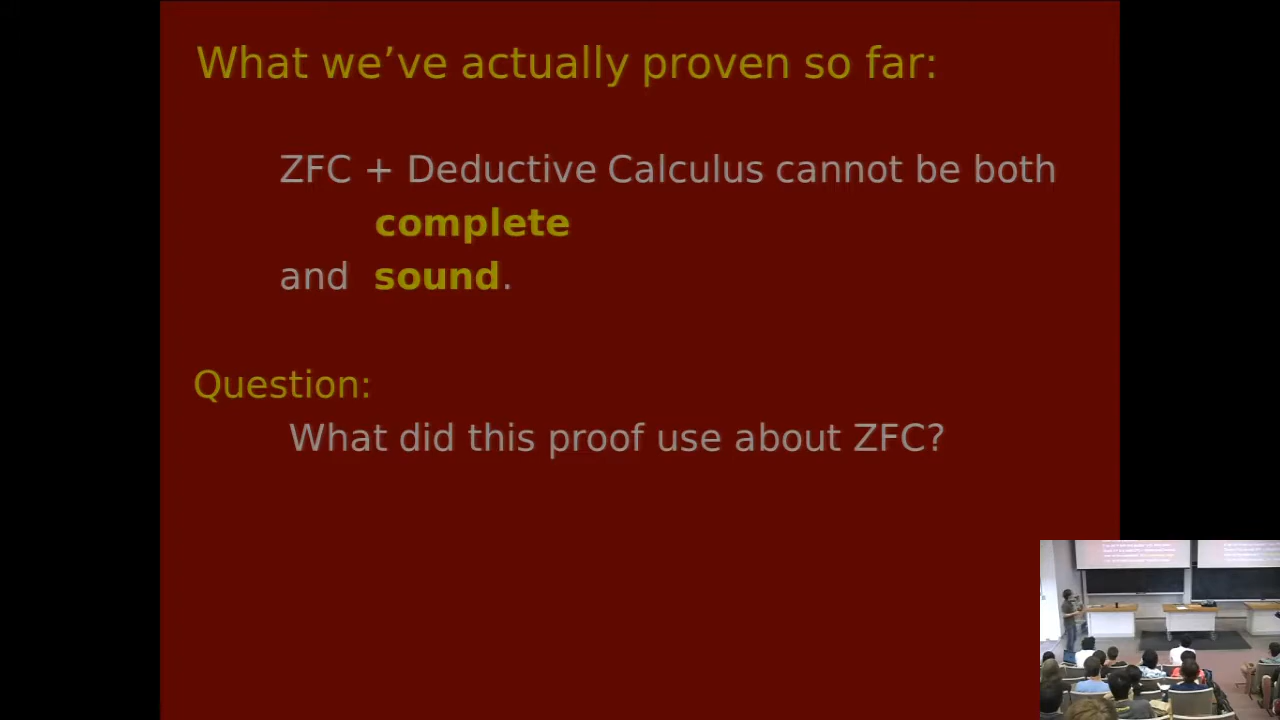 What we’ve actually proven so far:
ZFC + Deductive Calculus cannot be both
complete
and sound.
Question:
What did this proof use about ZFC?